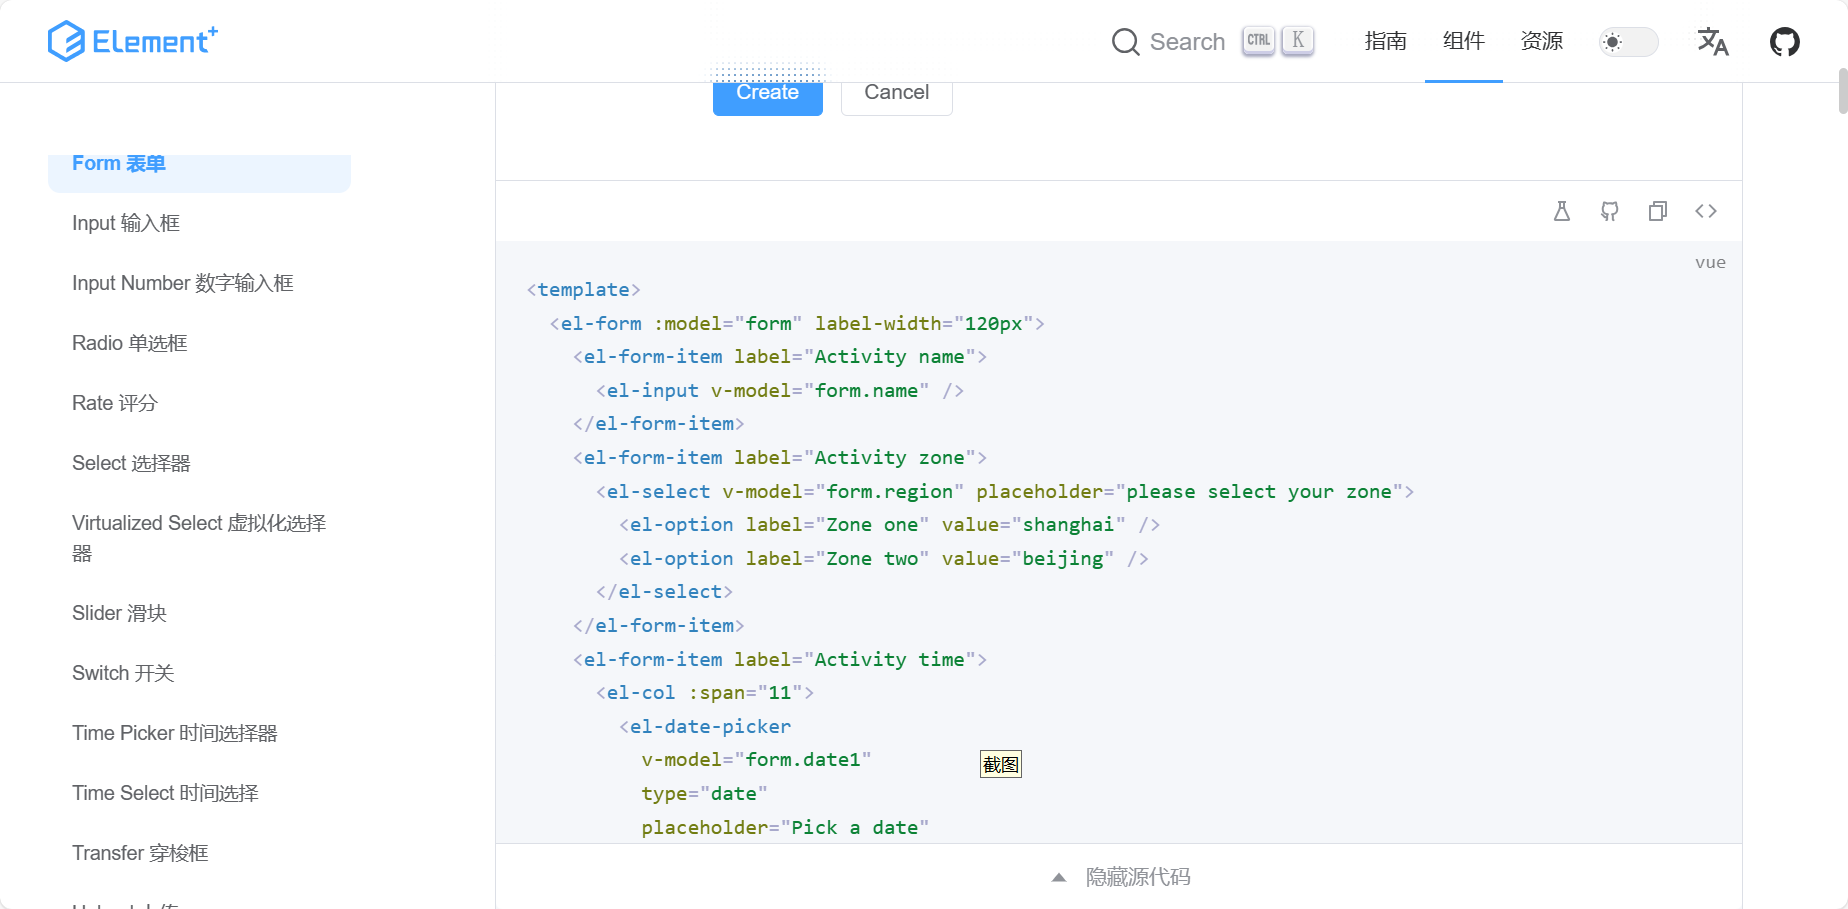 Element+
Search CTRL K 指南 组件 资源
Create Cancel
Form 表单
Input 输入框
Input Number 数字输入框
Radio 单选框
Rate 评分
Select 选择器
Virtualized Select 虚拟化选择
器
Slider 滑块
Switch 开关
Time Picker 时间选择器
Time Select 时间选择
Transfer 穿梭框
vue
<template>
<el-form :model="form" label-width="120px">
<el-form-item label="Activity name">
<el-input v-model="form.name" />
</el-form-item>
<el-form-item label="Activity zone">
<el-select v-model="form.region" placeholder="please select your zone">
<el-option label="Zone one" value="shanghai" />
<el-option label="Zone two" value="beijing" />
</el-select>
</el-form-item>
<el-form-item label="Activity time">
<el-col :span="11">
<el-date-picker
v-model="form.date1"
type="date"
placeholder="Pick a date"
截图
隐藏源代码